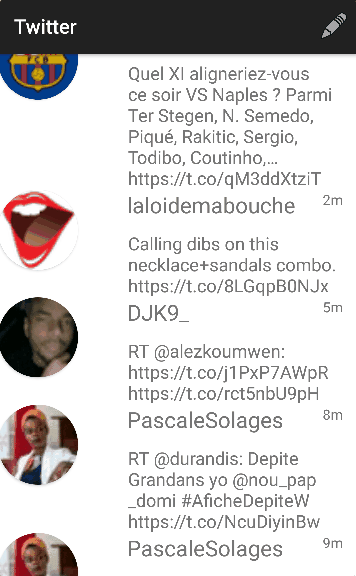 Twitter
Quel XI aligneriez-vous
ce soir VS Naples ? Parmi
Ter Stegen, N. Semedo,
Piqué, Rakitic, Sergio,
Todibo, Coutinho,...
https://t.co/qM3ddXtziT
laloidemabouche 2m
Calling dibs on this
necklace+sandals combo.
https://t.co/8LGqpB0NJx
DJK9_ 5m
RT @alezkoumwen:
https://t.co/j1PxP7AWpR
https://t.co/rct5nbU9pH
PascaleSolages 8m
RT @durandis: Depite
Grandans yo @nou_pap
_domi #AficheDepiteW
https://t.co/NcuDiyinBw
PascaleSolages 9m